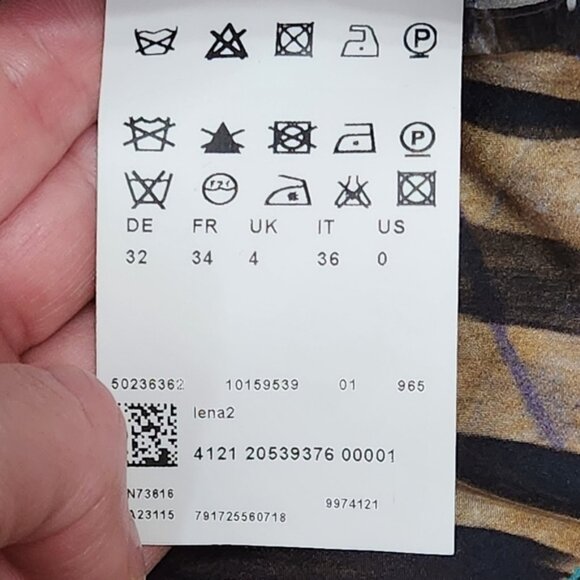 P
P
DE FR UK IT US
32 34 4 36 0
50236362 10159539 01 965
lena2
4121 20539376 00001
N73616
9974121
A23115 791725560718